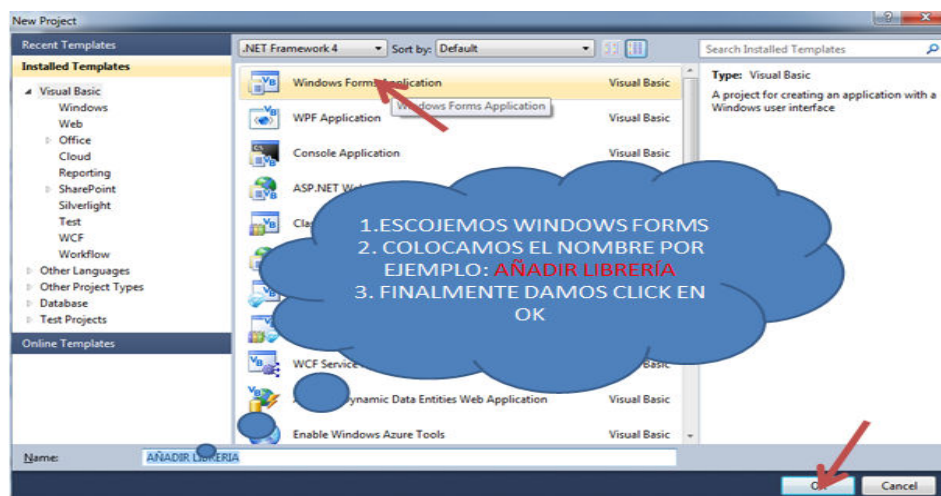 New Project
Recent Templates
.NET Framework 4
Sort by: Default
Search Installed Templates
Installed Templates
Visual Basic
Windows
Web
Office
Cloud
Reporting
SharePoint
Silverlight
Test
WCF
Workflow
Other Languages
Other Project Types
Database
Test Projects
Online Templates
Windows Forms Application Visual Basic
Windows Forms Application
WPF Application Visual Basic
Console Application Visual Basic
ASP.NET
WCF Service
Dynamic Data Entities Web Application Visual Basic
Enable Windows Azure Tools Visual Basic
Type: Visual Basic
A project for creating an application with a
Windows user interface
1.ESCOJEMOS WINDOWS FORMS
2. COLOCAMOS EL NOMBRE POR
EJEMPLO: AÑADIR LIBRERÍA
3. FINALMENTE DAMOS CLICK EN
OK
Name: AÑADIR LIBRERIA
OK Cancel